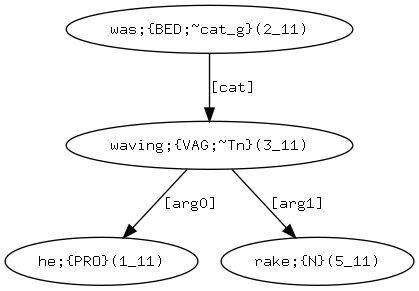 was;{BED;~cat_g}(2_11)
[cat]
waving;{VAG;~Tn}(3_11)
[arg0] [arg1]
he;{PRO}(1_11) rake;{N}(5_11)